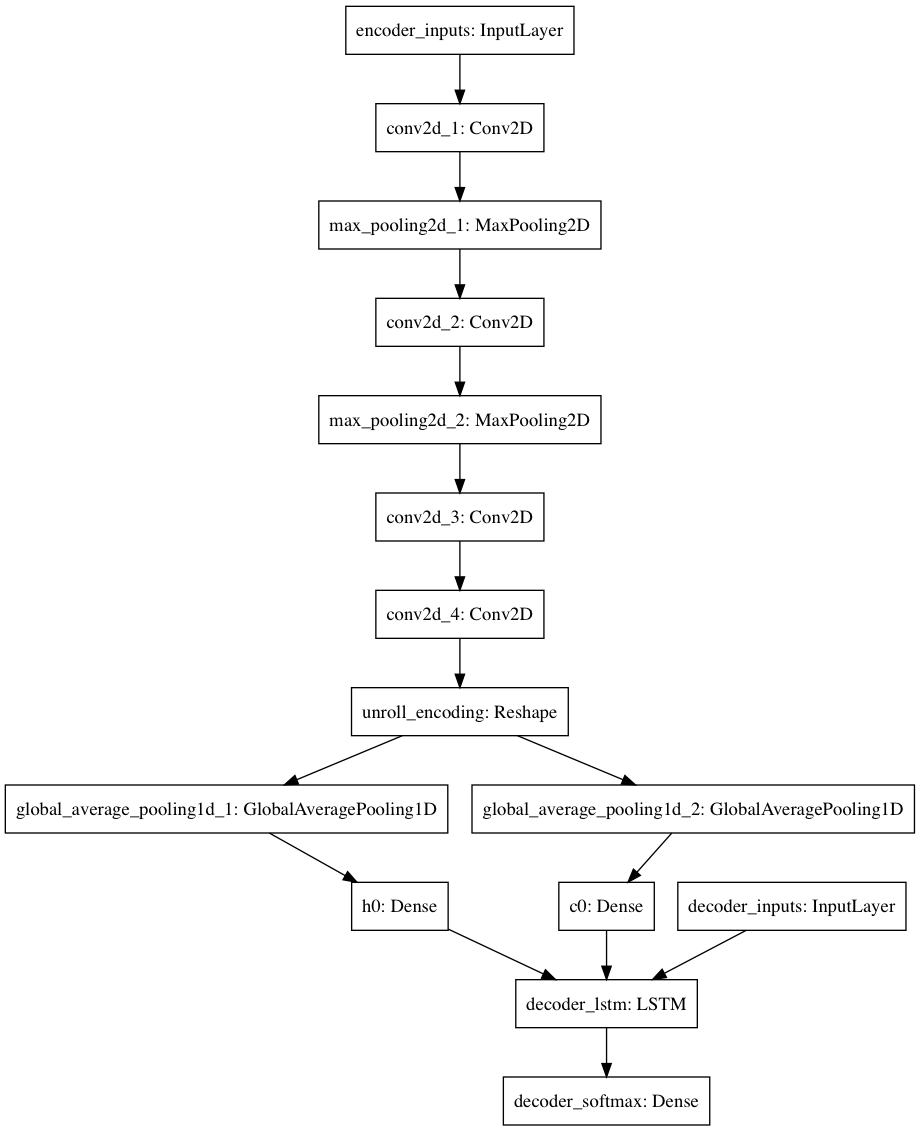 encoder_inputs: InputLayer
conv2d_1: Conv2D
max_pooling2d_1: MaxPooling2D
conv2d_2: Conv2D
max_pooling2d_2: MaxPooling2D
conv2d_3: Conv2D
conv2d_4: Conv2D
unroll_encoding: Reshape
global_average_pooling1d_1: GlobalAveragePooling1D
global_average_pooling1d_2: GlobalAveragePooling1D
h0: Dense
c0: Dense
decoder_inputs: InputLayer
decoder_lstm: LSTM
decoder_softmax: Dense